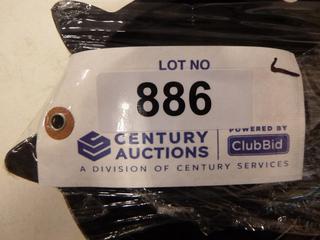 LOT NO
886
CENTURY AUCTIONS
POWERED BY
ClubBid
A DIVISION OF CENTURY SERVICES